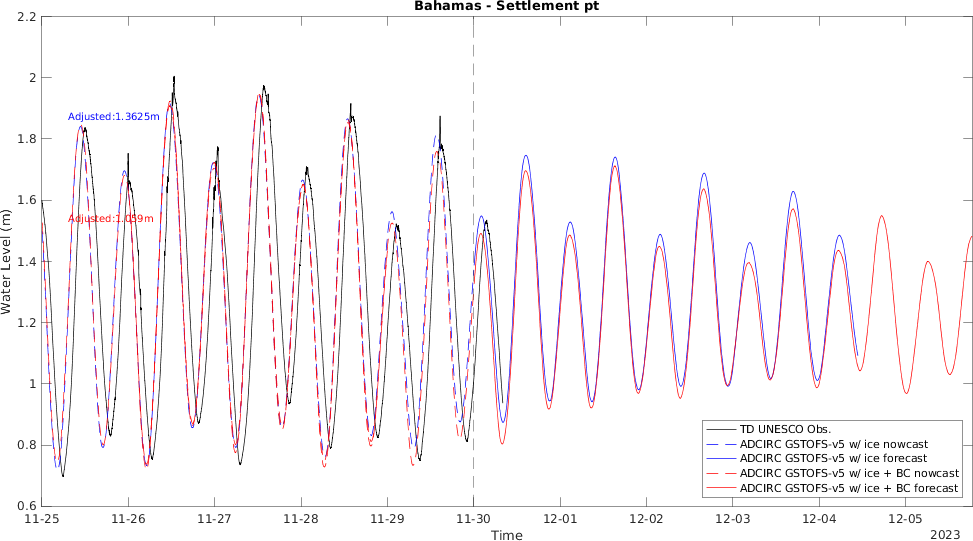 Bahamas - Settlement pt
2.2
2
1.8
1.6
1.4
1.2
1
0.8
0.6
Water Level (m)
Adjusted:1.3625m
Adjusted:1.059m
TD UNESCO Obs.
ADCIRC GSTOFS-v5 w/ ice nowcast
ADCIRC GSTOFS-v5 w/ ice forecast
ADCIRC GSTOFS-v5 w/ ice + BC nowcast
ADCIRC GSTOFS-v5 w/ ice + BC forecast
11-25 11-26 11-27 11-28 11-29 11-30 12-01 12-02 12-03 12-04 12-05
Time
2023